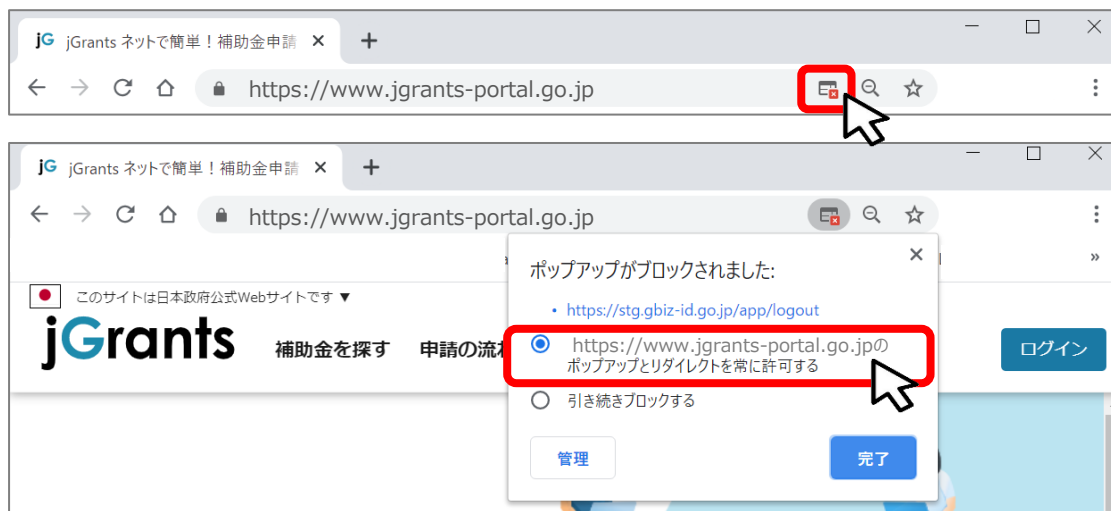 jG jGrants ネットで簡単！補助金申請
https://www.jgrants-portal.go.jp
jG jGrants ネットで簡単！補助金申請
https://www.jgrants-portal.go.jp
»
ポップアップがブロックされました:
このサイトは日本政府公式Webサイトです ▼
• https://stg.gbiz-id.go.jp/app/logout
jGrants 補助金を探す 申請の流 ログイン
https://www.jgrants-portal.go.jpの
ポップアップとリダイレクトを常に許可する
引き続きブロックする
管理 完了